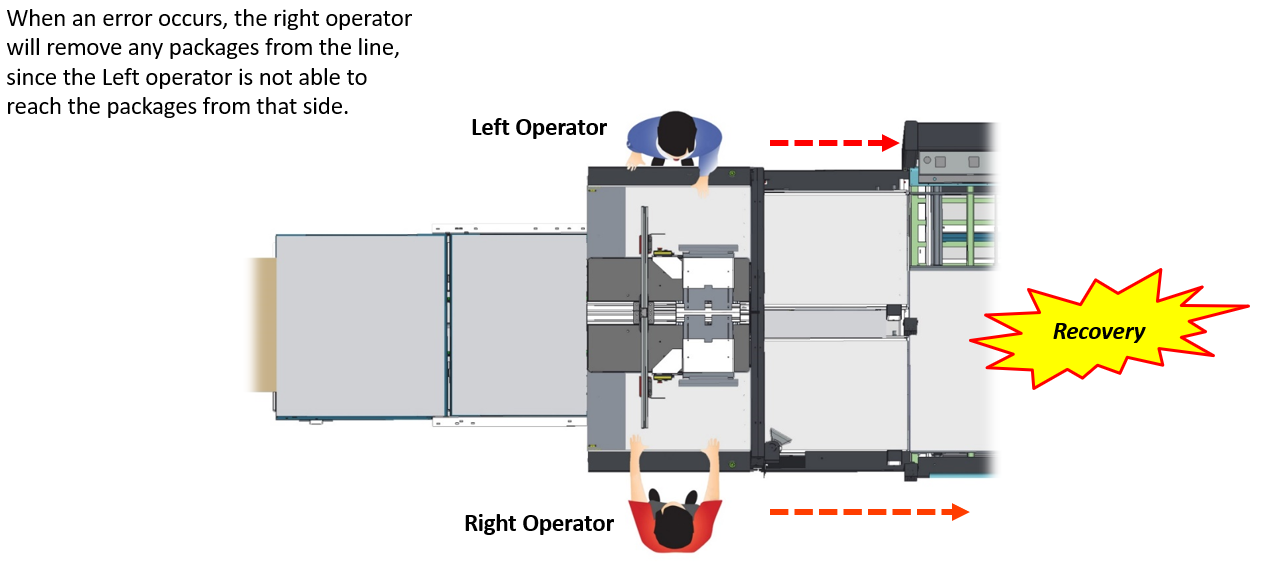 When an error occurs, the right operator
will remove any packages from the line,
since the Left operator is not able to
reach the packages from that side.
Left Operator
Recovery
Right Operator